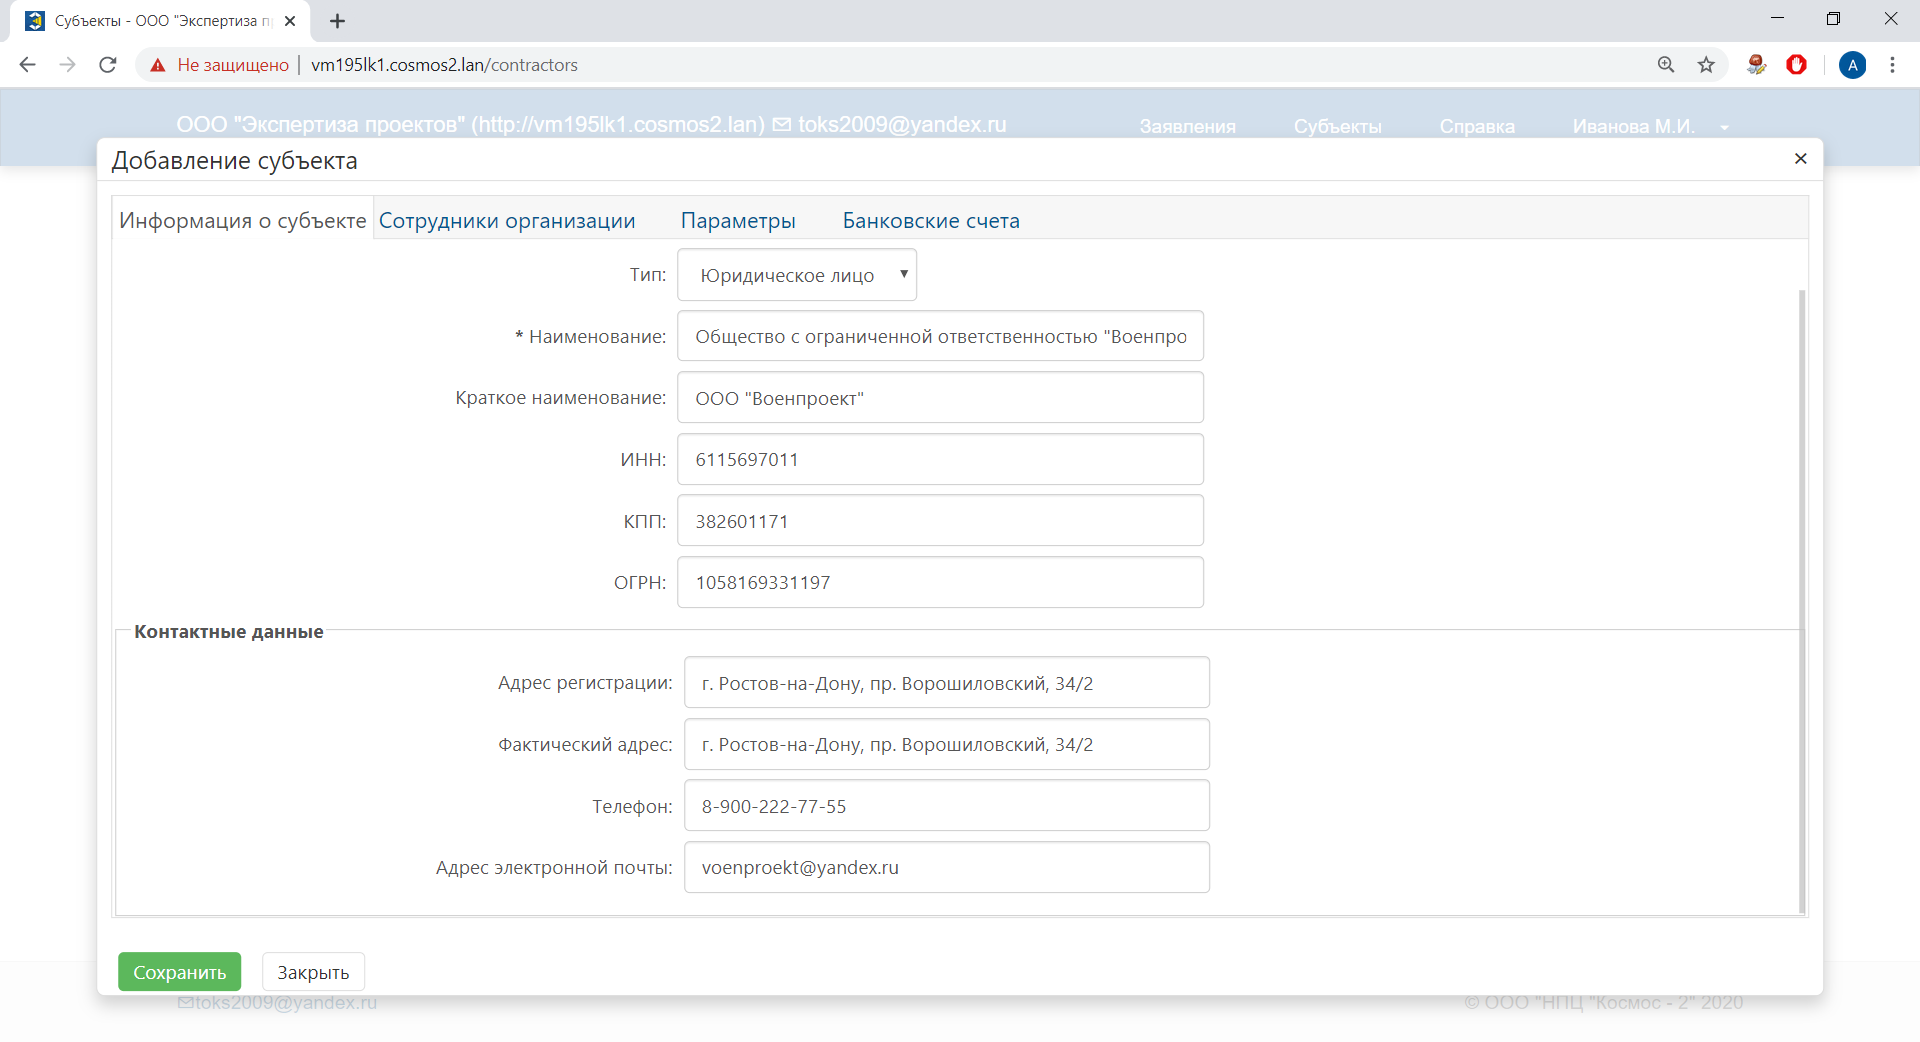 Субъекты - ООО "Экспертиза п
Не защищено | vm195lk1.cosmos2.lan/contractors
A
ООО "Экспертиза проектов" (http://vm195lk1.cosmos2.lan) toks2009@yandex.ru
Заявления Субъекты Справка Иванова М.И.
Добавление субъекта
Информация о субъекте Сотрудники организации Параметры Банковские счета
Тип: Юридическое лицо
* Наименование: Общество с ограниченной ответственностью "Военпро
Краткое наименование: ООО "Военпроект"
ИНН: 6115697011
КПП: 382601171
ОГРН: 1058169331197
Контактные данные
Адрес регистрации: г. Ростов-на-Дону, пр. Ворошиловский, 34/2
Фактический адрес: г. Ростов-на-Дону, пр. Ворошиловский, 34/2
Телефон: 8-900-222-77-55
Адрес электронной почты: voenproekt@yandex.ru
Сохранить Закрыть
toks2009@yandex.ru © ООО "НПЦ "Космос - 2" 2020